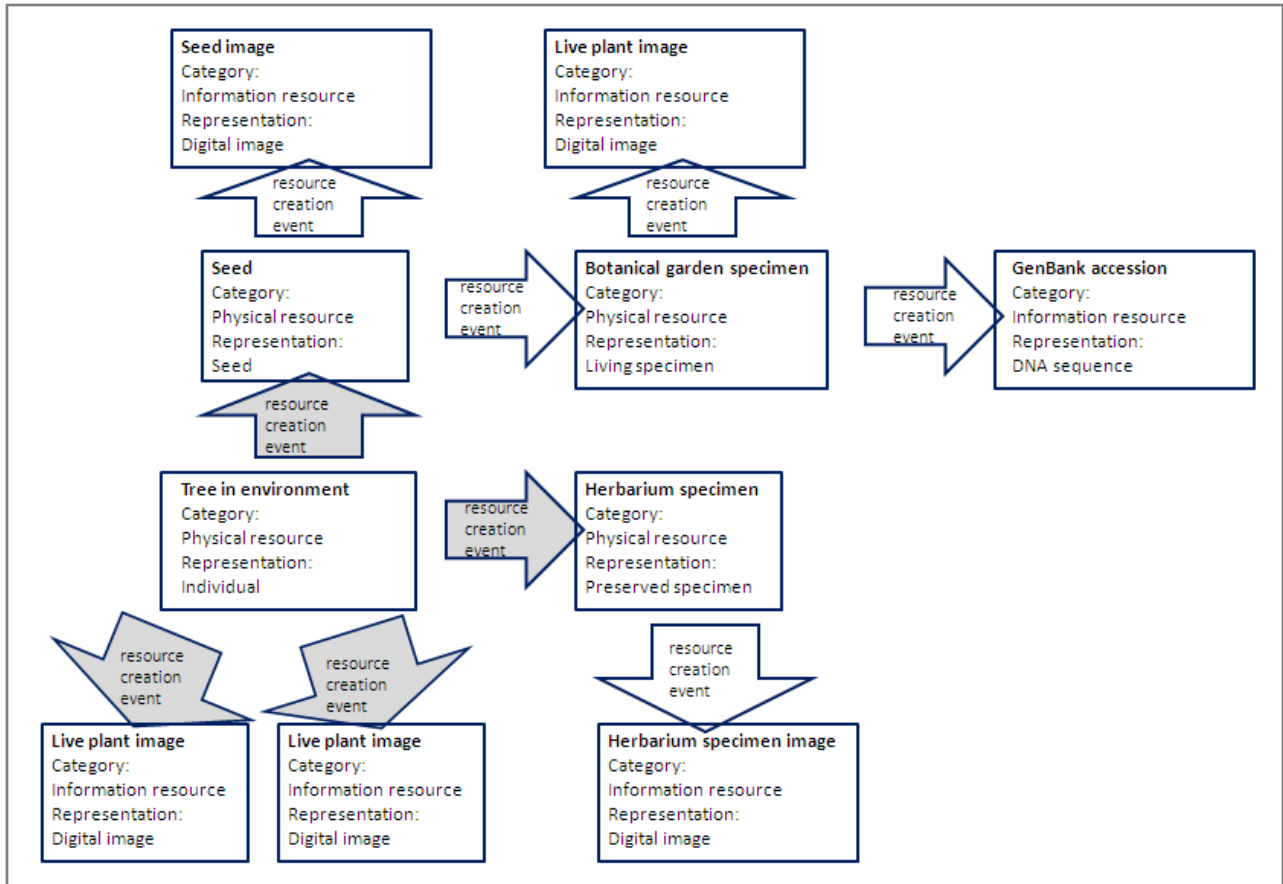 Seed image
Category:
Information resource
Representation:
Digital image
Live plant image
Category:
Information resource
Representation:
Digital image
resource
creation
event
resource
creation
event
Seed
Category:
Physical resource
Representation:
Seed
resource
creation
event
Botanical garden specimen
Category:
Physical resource
Representation:
Living specimen
resource
creation
event
GenBank accession
Category:
Information resource
Representation:
DNA sequence
resource
creation
event
Tree in environment
Category:
Physical resource
Representation:
Individual
resource
creation
event
Herbarium specimen
Category:
Physical resource
Representation:
Preserved specimen
resource
creation
event
resource
creation
event
resource
creation
event
Live plant image
Category:
Information resource
Representation:
Digital image
Live plant image
Category:
Information resource
Representation:
Digital image
Herbarium specimen image
Category:
Information resource
Representation:
Digital image